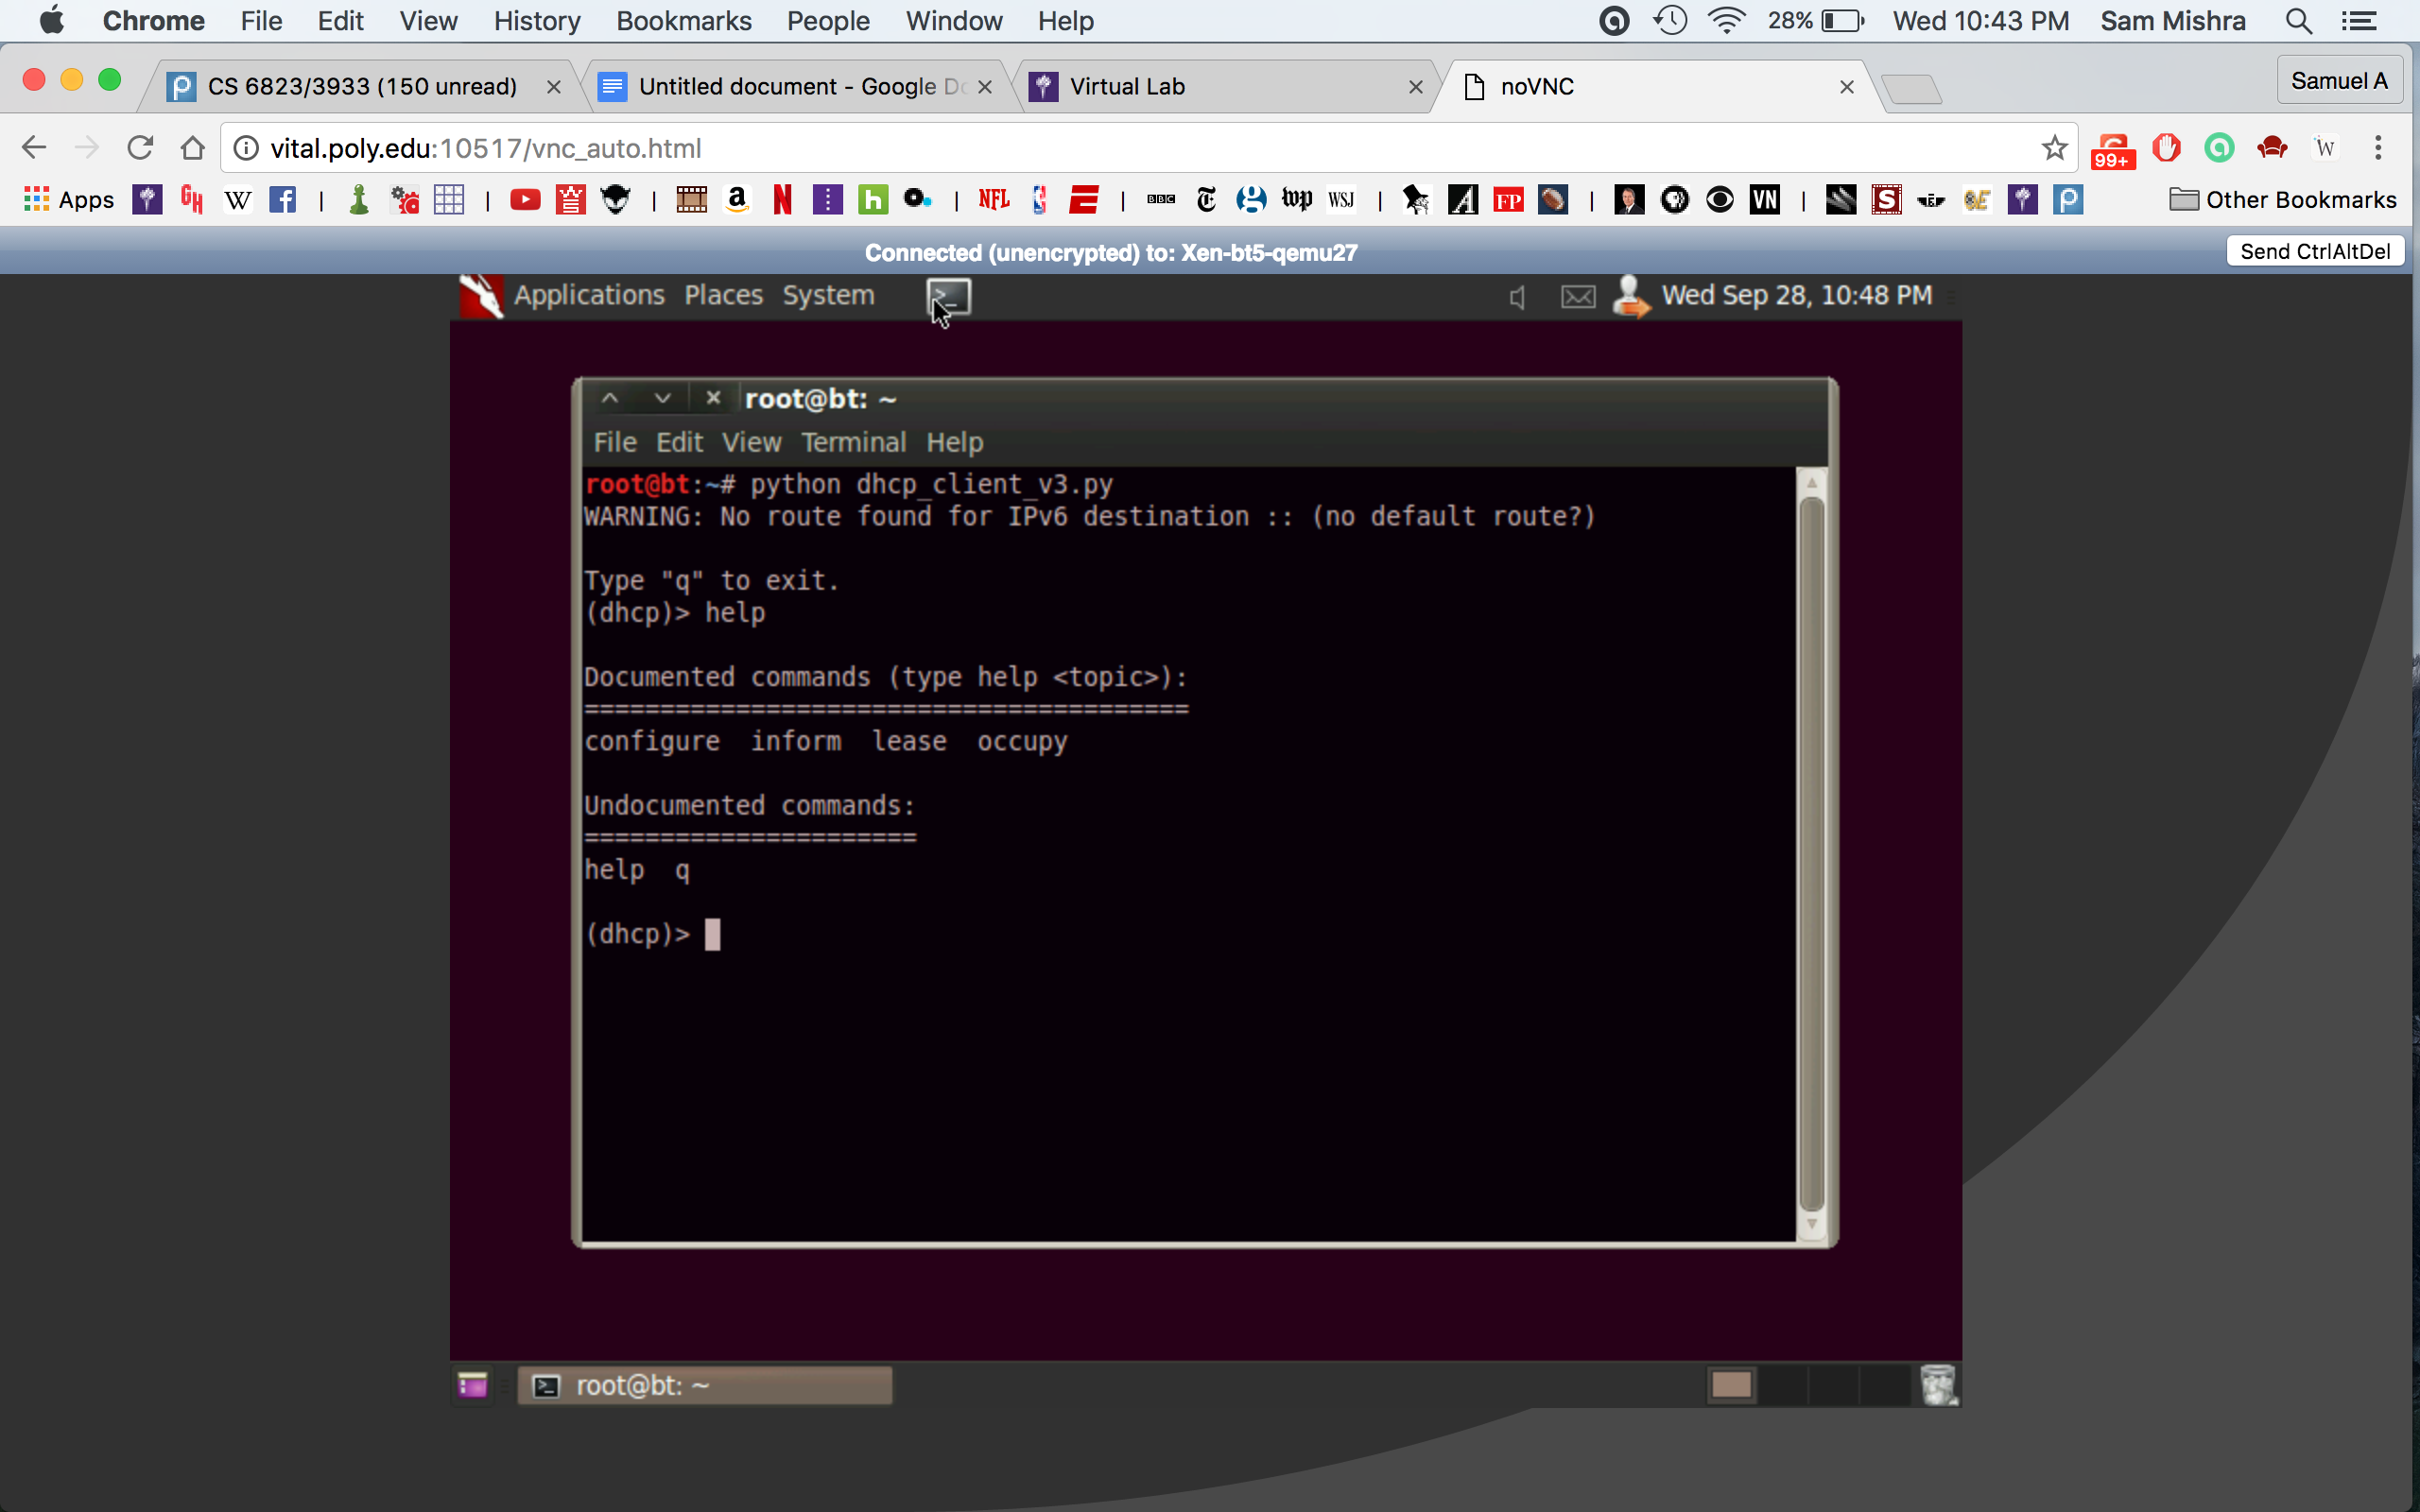 Chrome File Edit View History Bookmarks People Window Help 28% Wed 10:43 PM Sam Mishra
CS 6823/3933 (150 unread) Untitled document - Google Virtual Lab noVNC Samuel A
vital.poly.edu:10517/vnc_auto.html 99+ W
Apps GH W | | | a N h | NFL | BBC T wp WSJ | A FP | VN | S Other Bookmarks
Connected (unencrypted) to: Xen-bt5-qemu27 Send CtrlAltDel
Applications Places System Wed Sep 28, 10:48 PM
root@bt: ~
File Edit View Terminal Help
root@bt:~# python dhcp_client_v3.py
WARNING: No route found for IPv6 destination :: (no default route?)
Type "q" to exit.
(dhcp)> help
Documented commands (type help <topic>):
========================================
configure inform lease occupy
Undocumented commands:
======================
help q
(dhcp)>
root@bt: ~